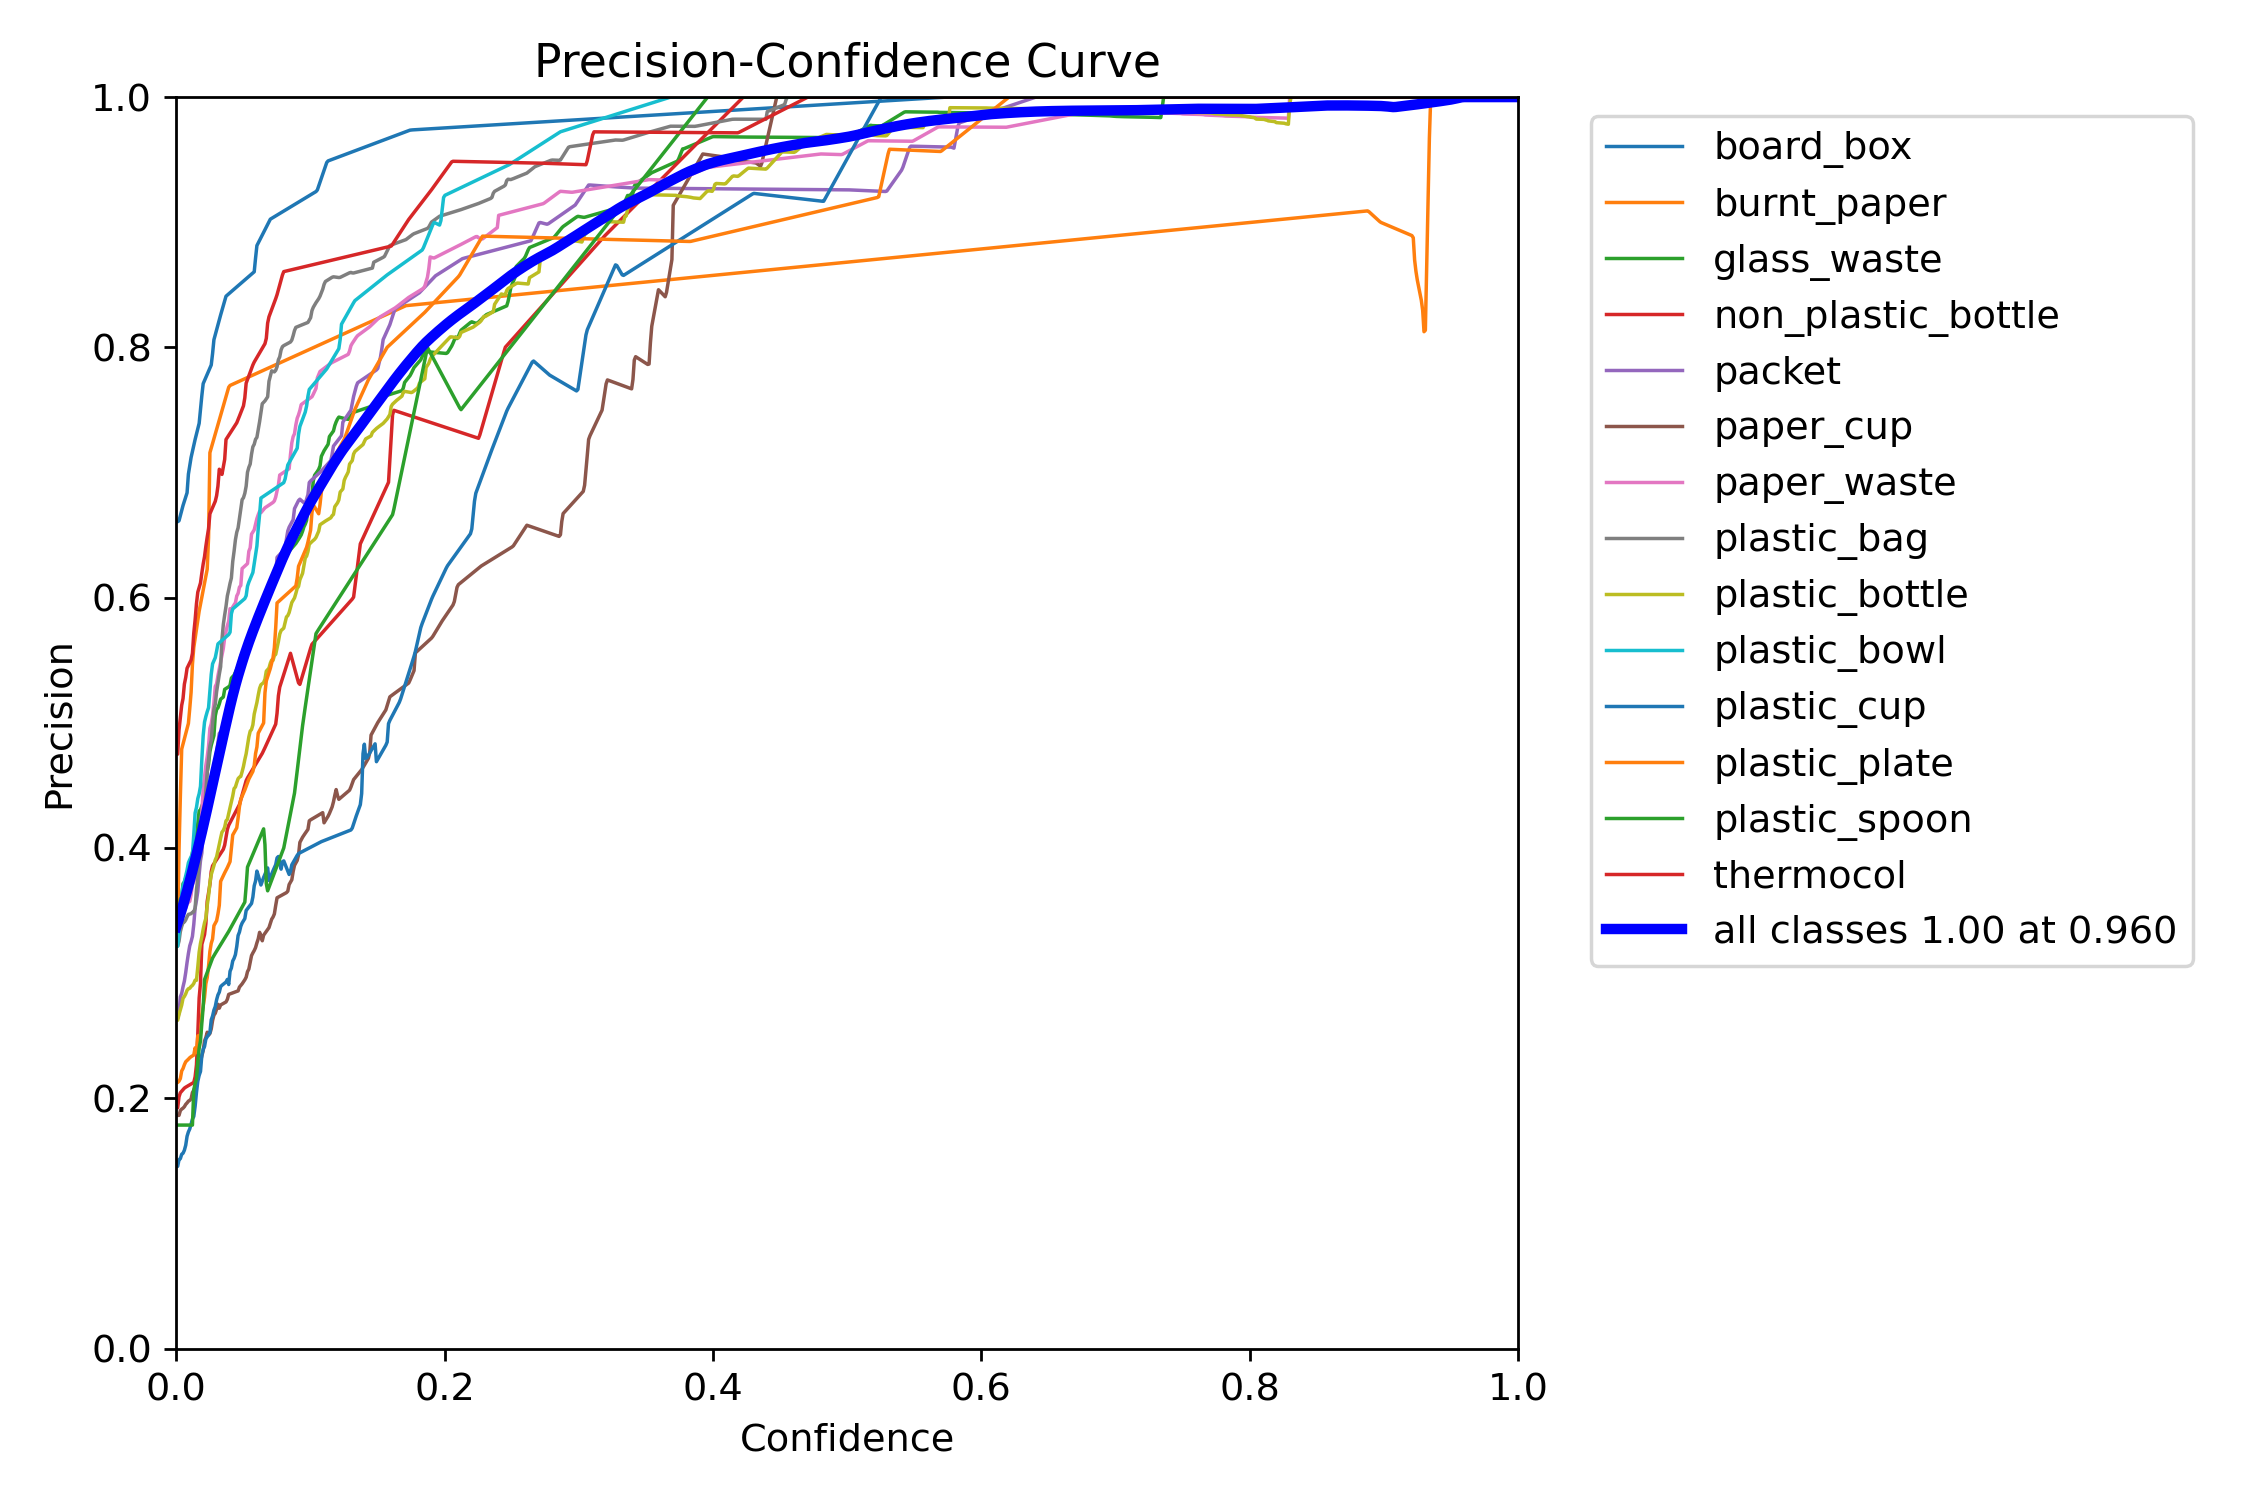 Precision-Confidence Curve
1.0
0.8
0.6
0.4
0.2
0.0
Precision
0.0 0.2 0.4 0.6 0.8 1.0
Confidence
board_box
burnt_paper
glass_waste
non_plastic_bottle
packet
paper_cup
paper_waste
plastic_bag
plastic_bottle
plastic_bowl
plastic_cup
plastic_plate
plastic_spoon
thermocol
all classes 1.00 at 0.960